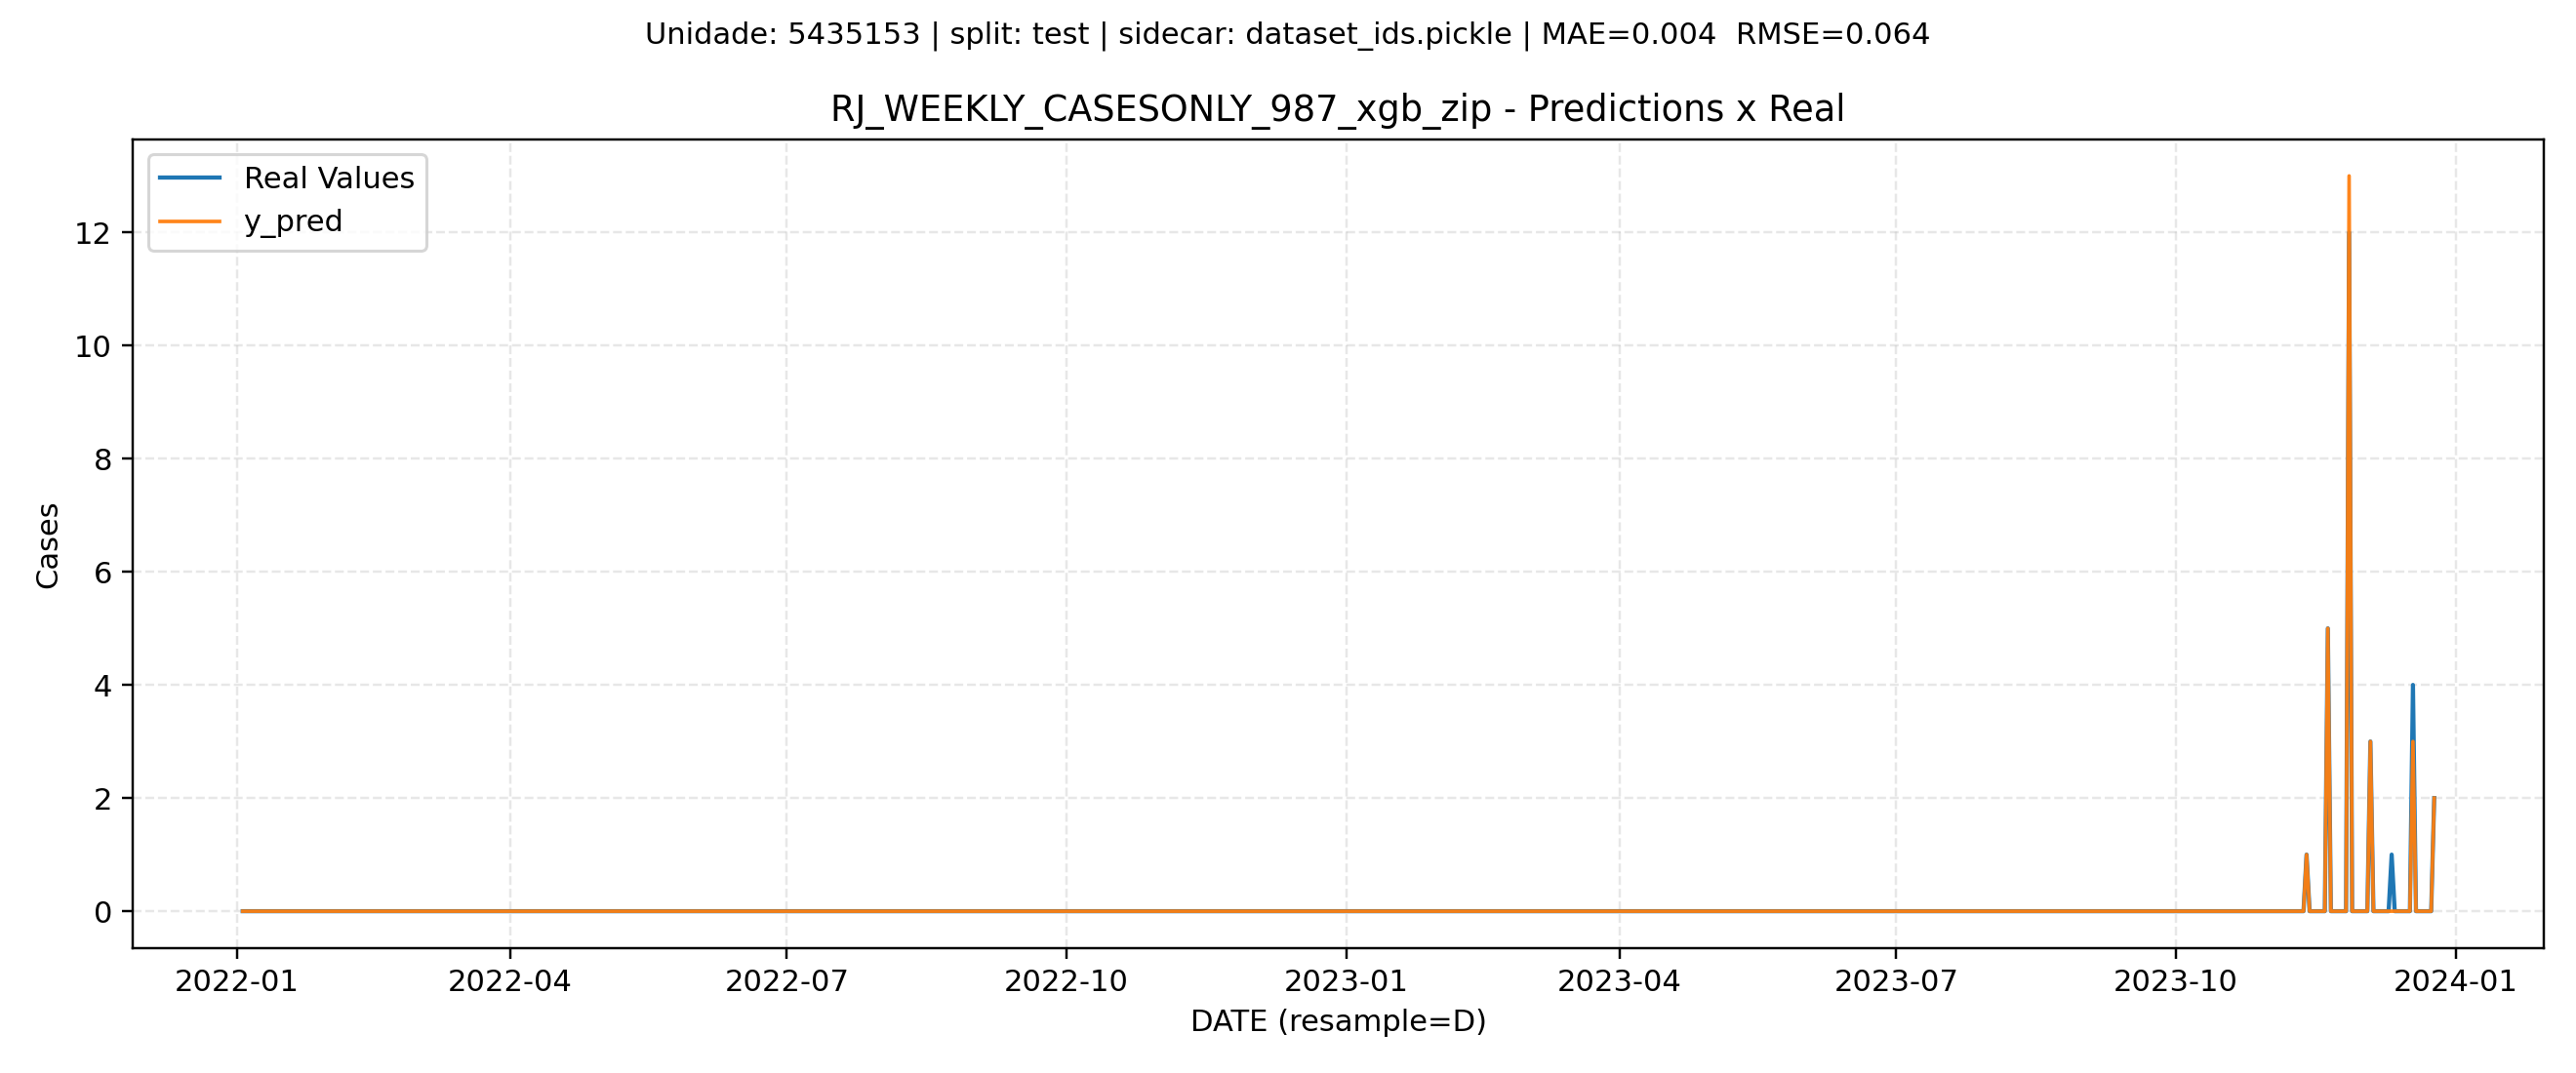 Unidade: 5435153 | split: test | sidecar: dataset_ids.pickle | MAE=0.004  RMSE=0.064
RJ_WEEKLY_CASESONLY_987_xgb_zip - Predictions x Real
Real Values
y_pred
Cases
12
10
8
6
4
2
0
2022-01 2022-04 2022-07 2022-10 2023-01 2023-04 2023-07 2023-10 2024-01
DATE (resample=D)